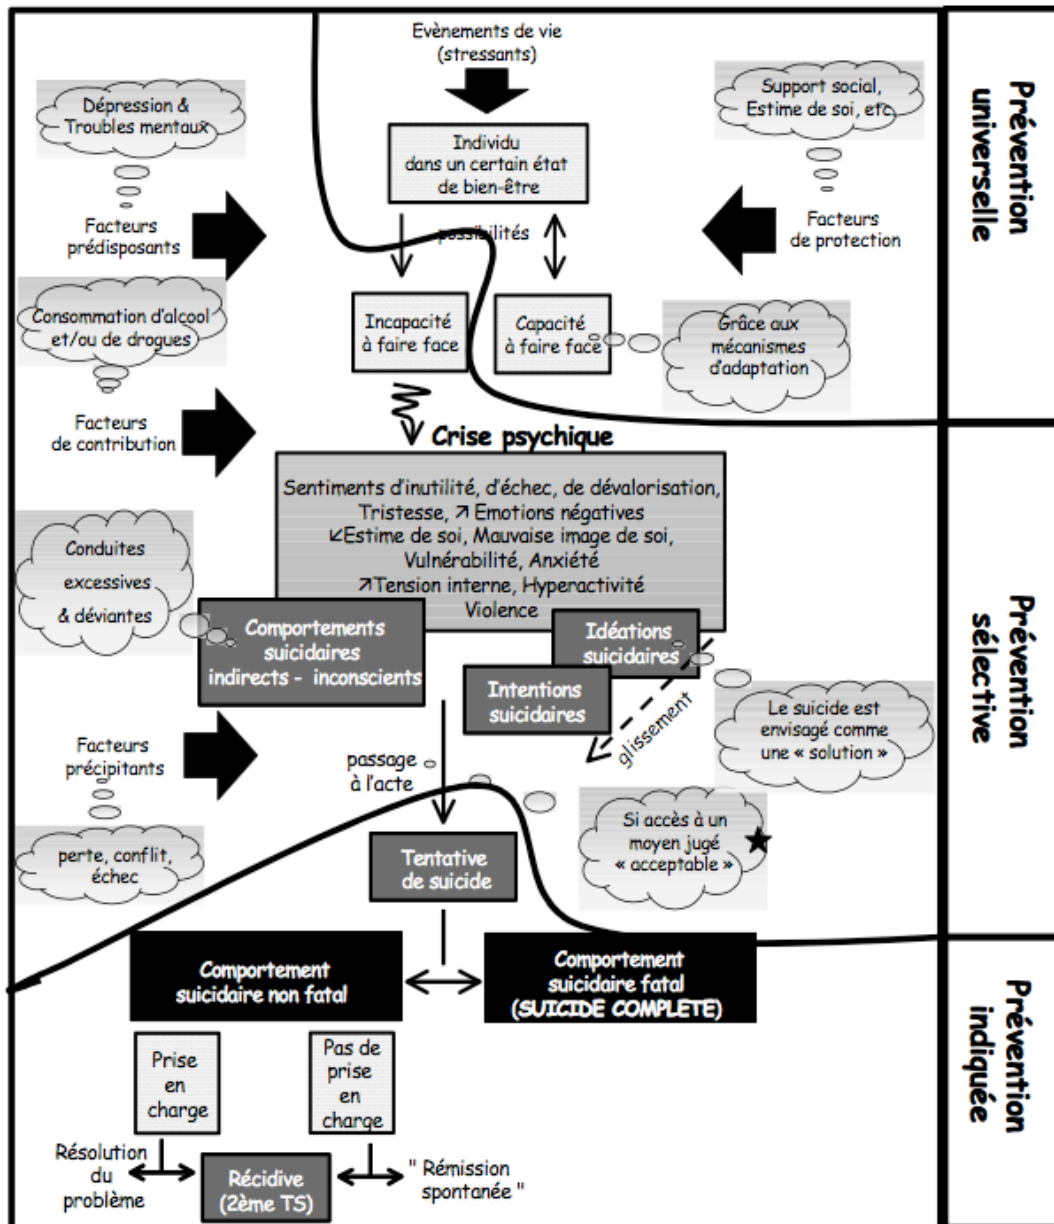 Evènements de vie
(stressants)
Dépression &
Troubles mentaux
Support social,
Estime de soi, etc.
Prévention
universelle
Individu
dans un certain état
de bien-être
Facteurs
prédisposants
possibilités
Facteurs
de protection
Consommation d'alcool
et/ou de drogues
Incapacité
à faire face
Capacité
à faire face
Grâce aux
mécanismes
d'adaptation
Facteurs
de contribution
Crise psychique
Sentiments d'inutilité, d'échec, de dévalorisation,
Tristesse, ↗ Emotions négatives
↙Estime de soi, Mauvaise image de soi,
Vulnérabilité, Anxiété
↗Tension interne, Hyperactivité
Violence
Conduites
excessives
& déviantes
Prévention
sélective
Comportements
suicidaires
indirects - inconscients
Idéations
suicidaires
Intentions
suicidaires
glissement
Le suicide est
envisagé comme
une « solution »
Facteurs
précipitants
passage
à l'acte
perte, conflit,
échec
Si accès à un
moyen jugé
« acceptable »
Tentative
de suicide
Comportement
suicidaire non fatal
Comportement
suicidaire fatal
(SUICIDE COMPLETE)
Prévention
indiquée
Prise
en
charge
Pas de
prise
en
charge
Résolution
du
problème
Récidive
(2ème TS)
" Rémission
spontanée "